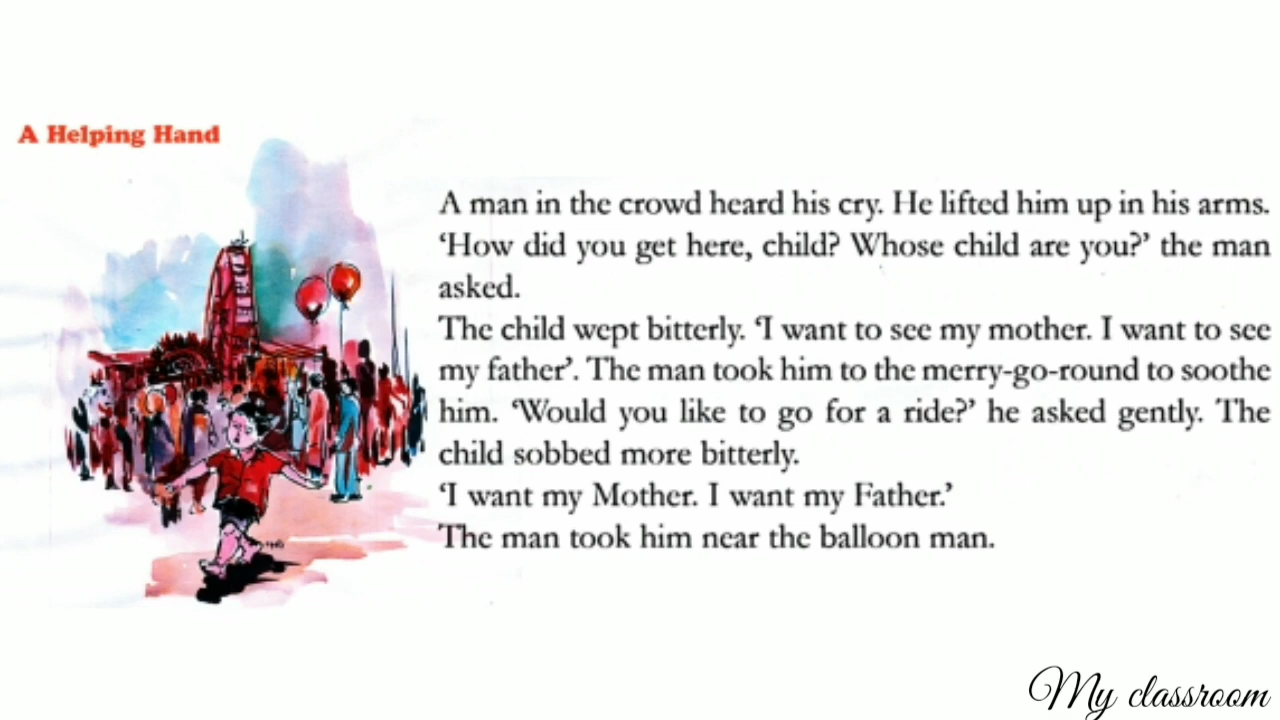 A Helping Hand
A man in the crowd heard his cry. He lifted him up in his arms.
‘How did you get here, child? Whose child are you?’ the man
asked.
The child wept bitterly. ‘I want to see my mother. I want to see
my father’. The man took him to the merry-go-round to soothe
him. ‘Would you like to go for a ride?’ he asked gently. The
child sobbed more bitterly.
‘I want my Mother. I want my Father.’
The man took him near the balloon man.
My classroom